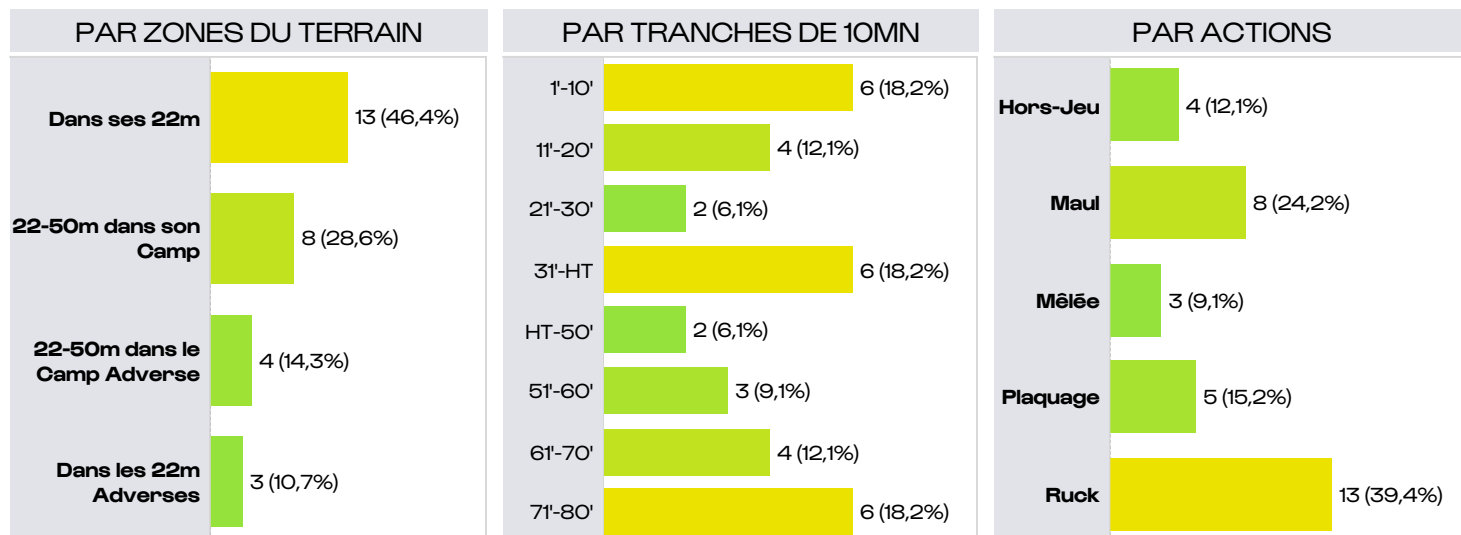 PAR ZONES DU TERRAIN
Dans ses 22m
13 (46,4%)
22-50m dans son
Camp
8 (28,6%)
22-50m dans le
Camp Adverse
4 (14,3%)
Dans les 22m
Adverses
3 (10,7%)
PAR TRANCHES DE 10MN
1'-10'
6 (18,2%)
11'-20'
4 (12,1%)
21'-30'
2 (6,1%)
31'-HT
6 (18,2%)
HT-50'
2 (6,1%)
51'-60'
3 (9,1%)
61'-70'
4 (12,1%)
71'-80'
6 (18,2%)
PAR ACTIONS
Hors-Jeu
4 (12,1%)
Maul
8 (24,2%)
Mêlée
3 (9,1%)
Plaquage
5 (15,2%)
Ruck
13 (39,4%)